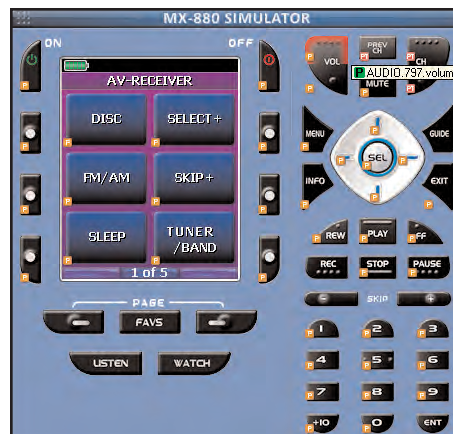 MX-880 SIMULATOR
ON
OFF
AV-RECEIVER
DISC
SELECT+
FM/AM
SKIP+
SLEEP
TUNER
/BAND
1 of 5
PAGE
FAVS
LISTEN
WATCH
VOL
PREV
CH
CH
P AUDIO.797.volum
MUTE
MENU
GUIDE
SEL
INFO
EXIT
REW
PLAY
FF
REC
STOP
PAUSE
- SKIP +
1
2
3
4
5
6
7
8
9
+10
0
ENT